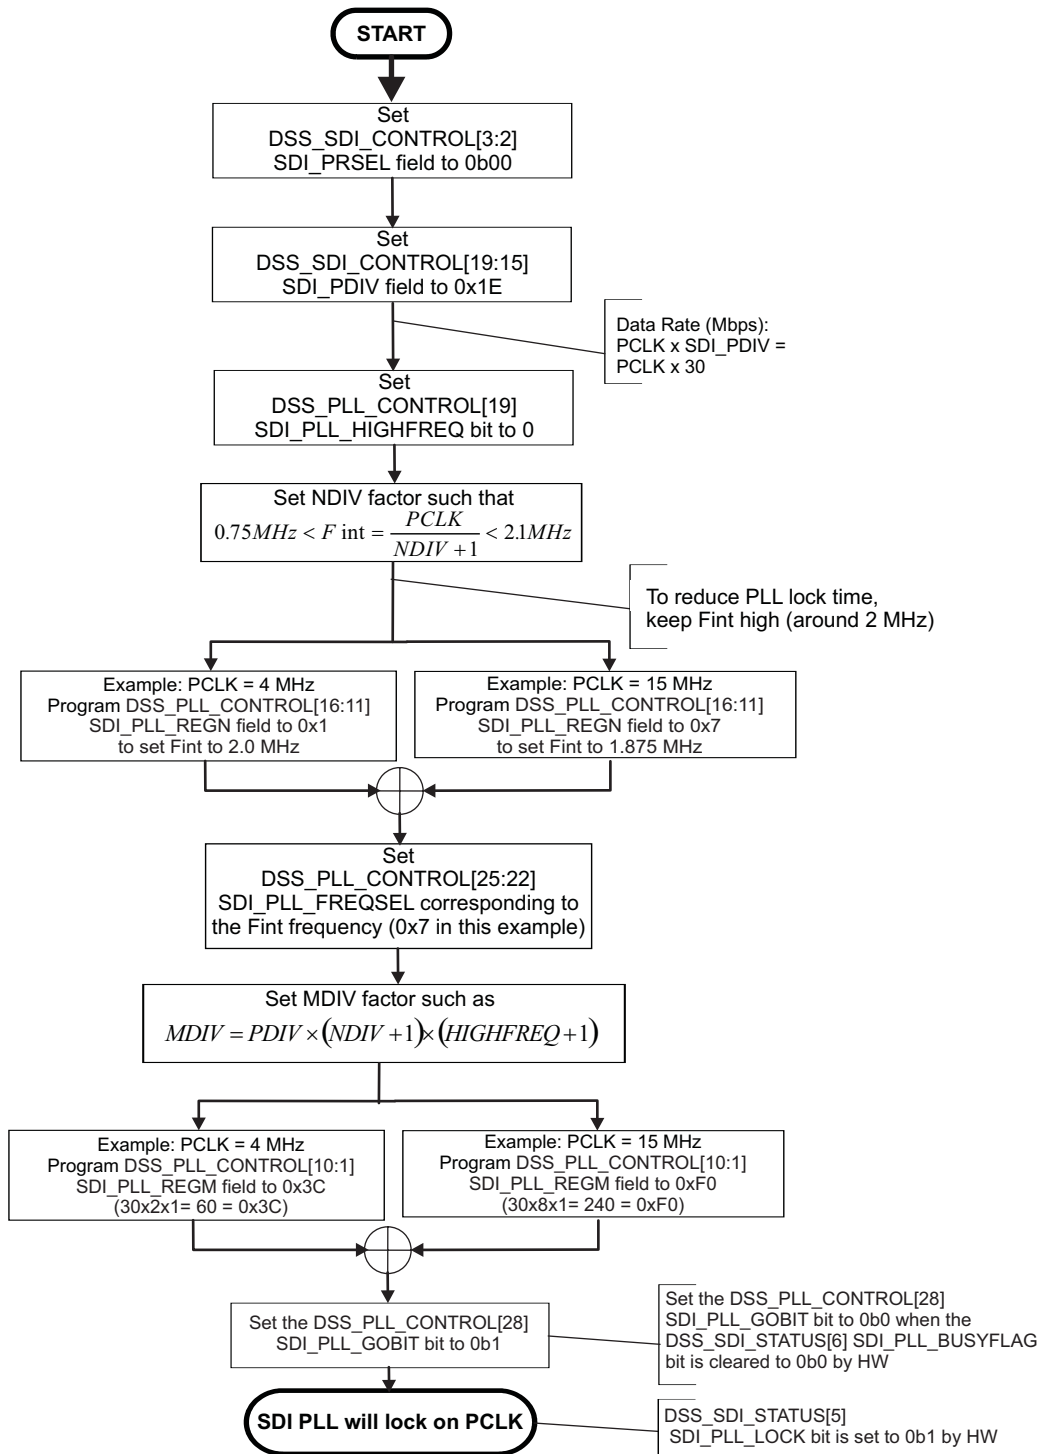 START
Set
DSS_SDI_CONTROL[3:2]
SDI_PRSEL field to 0b00
Set
DSS_SDI_CONTROL[19:15]
SDI_PDIV field to 0x1E
Data Rate (Mbps):
PCLK x SDI_PDIV =
PCLK x 30
Set
DSS_PLL_CONTROL[19]
SDI_PLL_HIGHFREQ bit to 0
Set NDIV factor such that
0.75MHz < F int = PCLK / NDIV + 1 < 2.1MHz
To reduce PLL lock time,
keep Fint high (around 2 MHz)
Example: PCLK = 4 MHz
Program DSS_PLL_CONTROL[16:11]
SDI_PLL_REGN field to 0x1
to set Fint to 2.0 MHz
Example: PCLK = 15 MHz
Program DSS_PLL_CONTROL[16:11]
SDI_PLL_REGN field to 0x7
to set Fint to 1.875 MHz
Set
DSS_PLL_CONTROL[25:22]
SDI_PLL_FREQSEL corresponding to
the Fint frequency (0x7 in this example)
Set MDIV factor such as
MDIV = PDIV × (NDIV + 1) × (HIGHFREQ + 1)
Example: PCLK = 4 MHz
Program DSS_PLL_CONTROL[10:1]
SDI_PLL_REGM field to 0x3C
(30x2x1= 60 = 0x3C)
Example: PCLK = 15 MHz
Program DSS_PLL_CONTROL[10:1]
SDI_PLL_REGM field to 0xF0
(30x8x1= 240 = 0xF0)
Set the DSS_PLL_CONTROL[28]
SDI_PLL_GOBIT bit to 0b1
Set the DSS_PLL_CONTROL[28]
SDI_PLL_GOBIT bit to 0b0 when the
DSS_SDI_STATUS[6] SDI_PLL_BUSYFLAG
bit is cleared to 0b0 by HW
SDI PLL will lock on PCLK
DSS_SDI_STATUS[5]
SDI_PLL_LOCK bit is set to 0b1 by HW